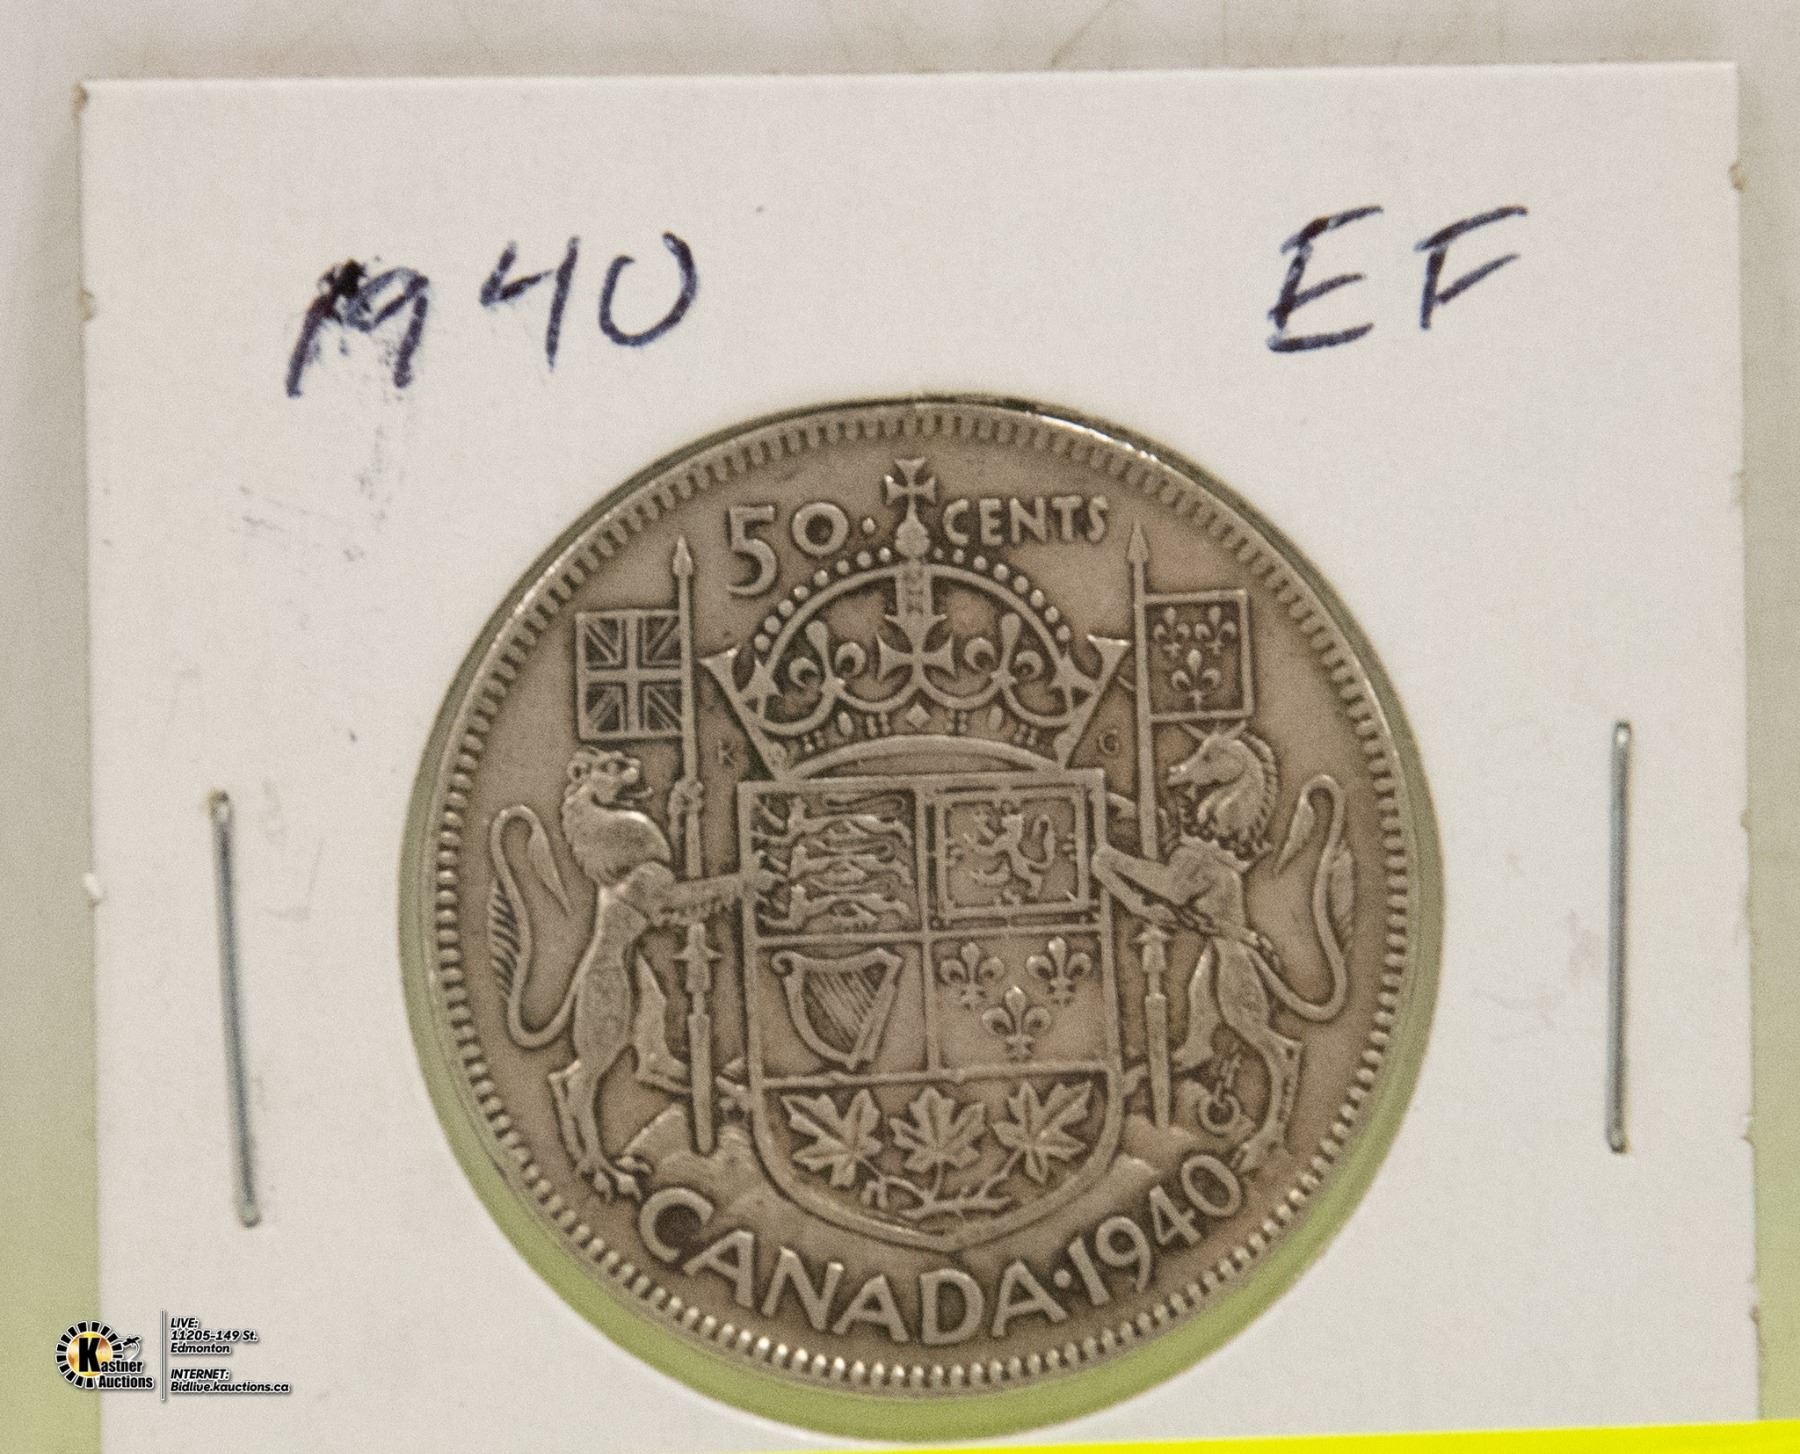 1940 EF
50 · CENTS
K G
CANADA · 1940
Kastner
Auctions
LIVE:
11205-149 St.
Edmonton
INTERNET:
Bidlive.kauctions.ca